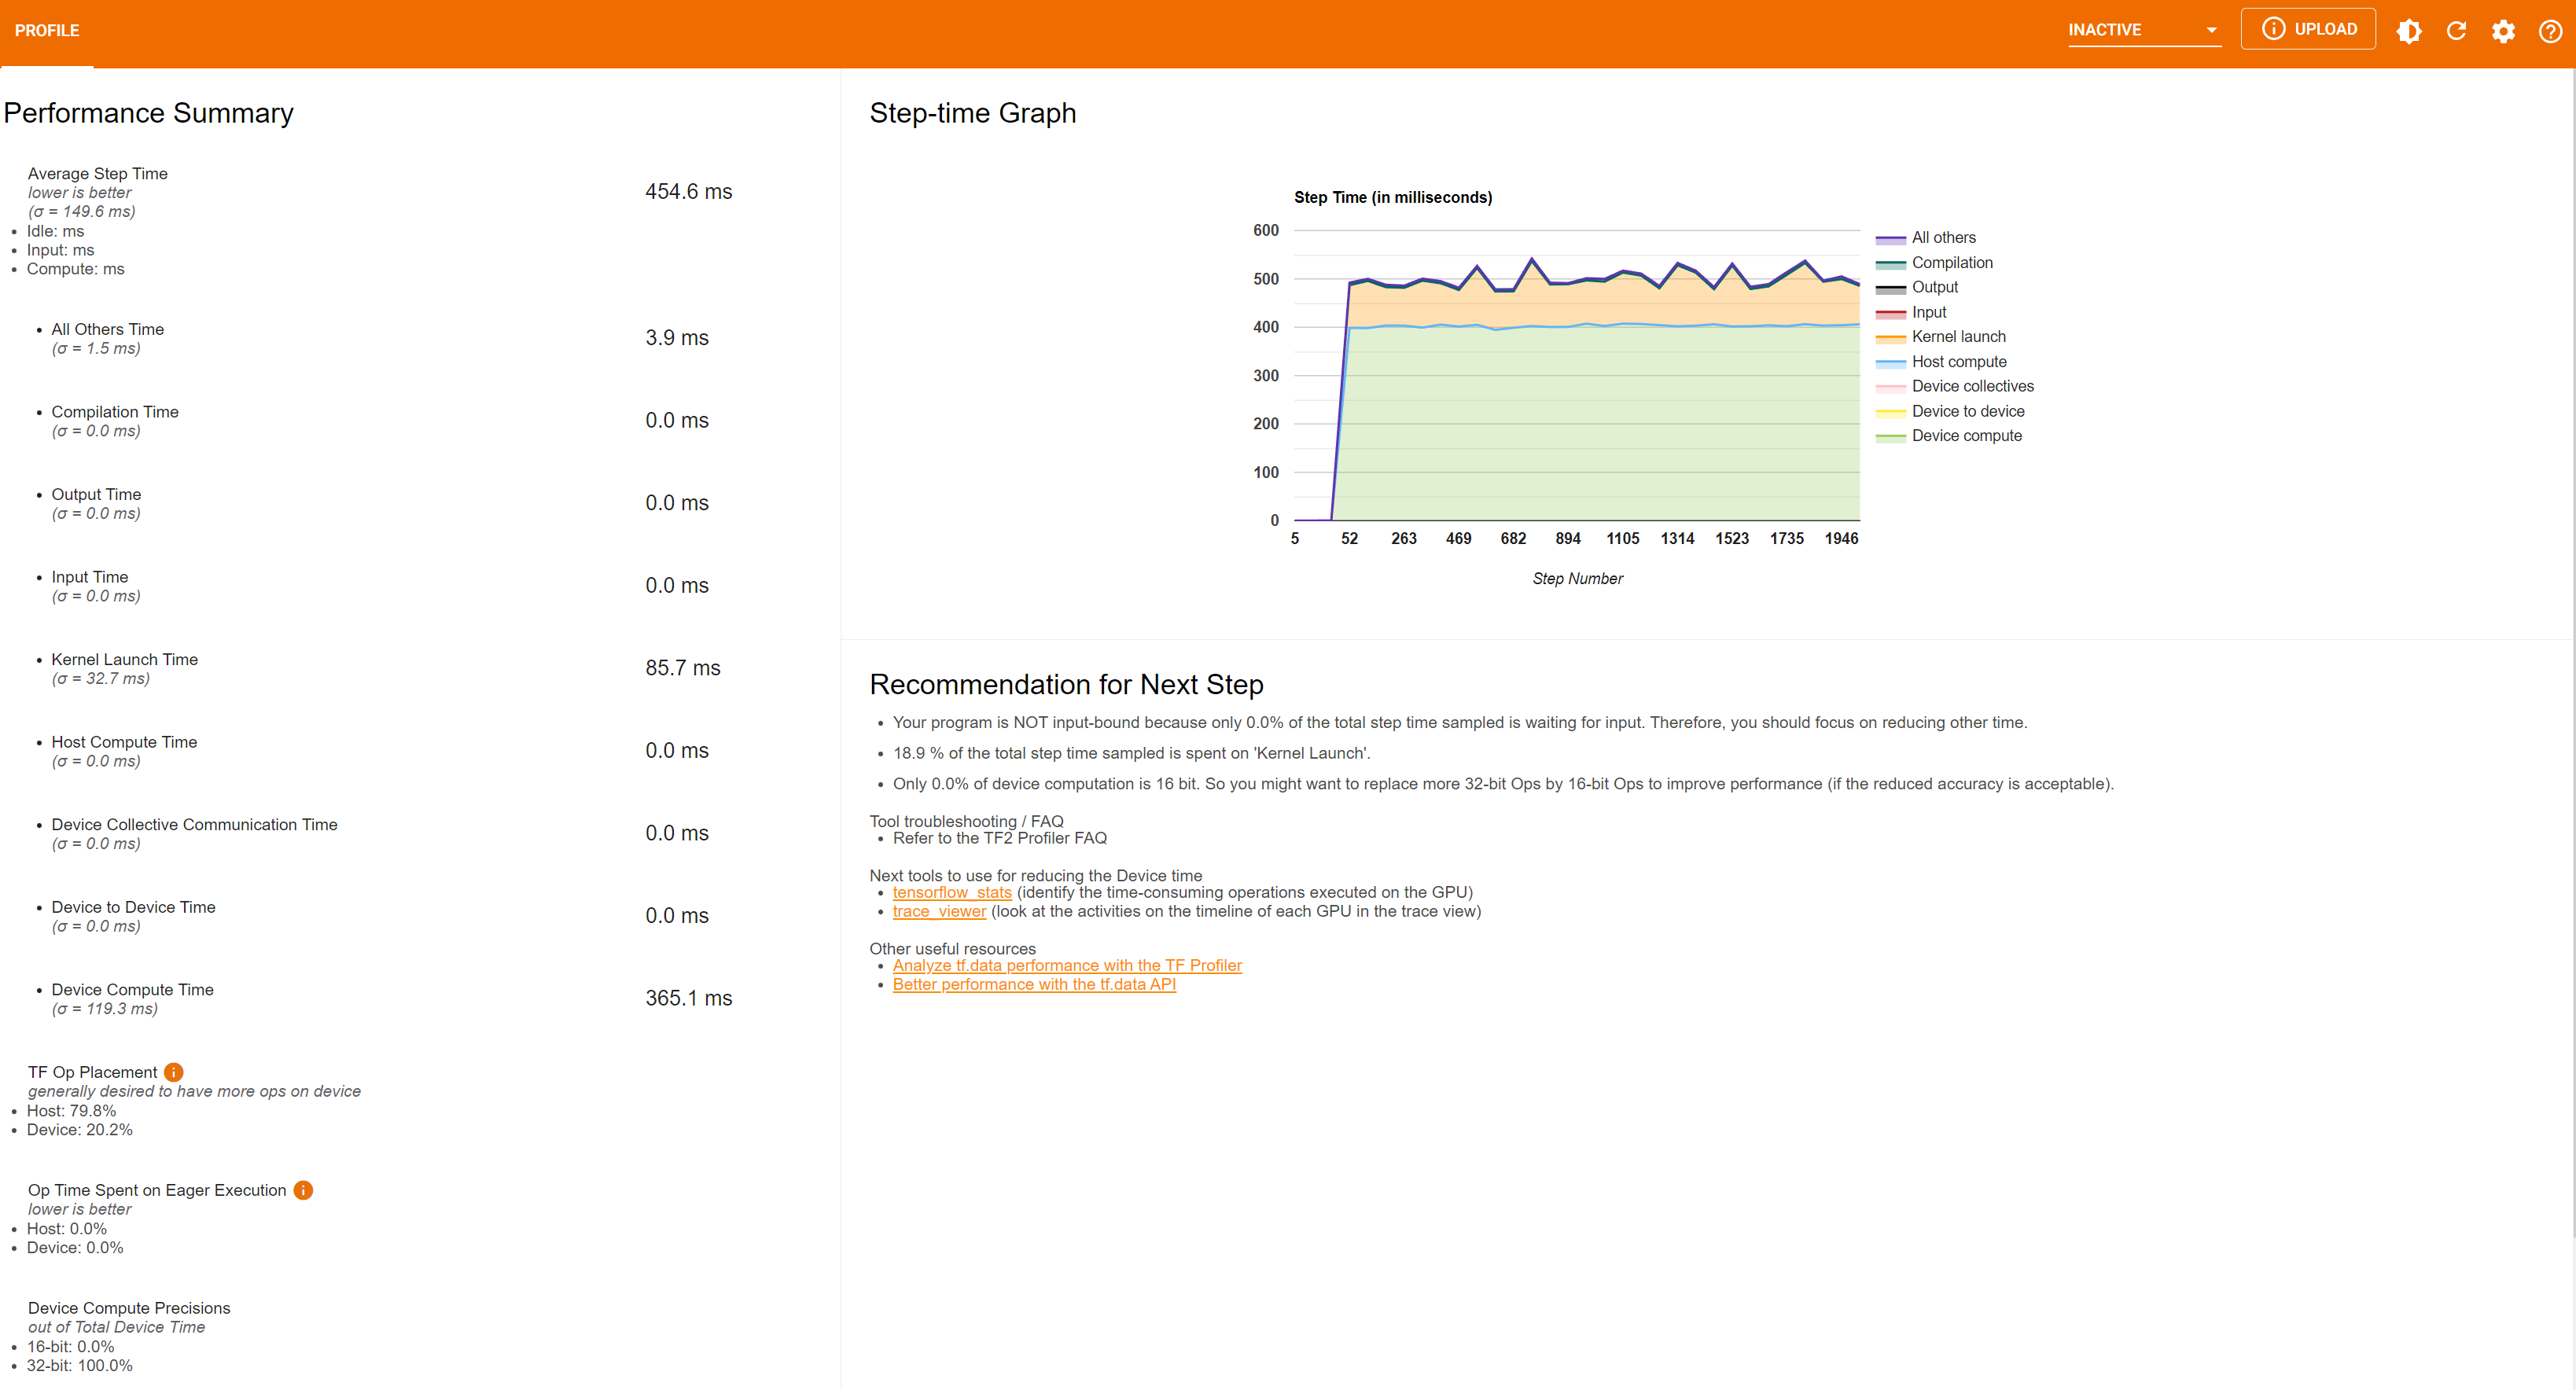 PROFILE
INACTIVE
UPLOAD
Performance Summary
Average Step Time
lower is better
(σ = 149.6 ms)
454.6 ms
Idle: ms
Input: ms
Compute: ms
All Others Time
(σ = 1.5 ms)
3.9 ms
Compilation Time
(σ = 0.0 ms)
0.0 ms
Output Time
(σ = 0.0 ms)
0.0 ms
Input Time
(σ = 0.0 ms)
0.0 ms
Kernel Launch Time
(σ = 32.7 ms)
85.7 ms
Host Compute Time
(σ = 0.0 ms)
0.0 ms
Device Collective Communication Time
(σ = 0.0 ms)
0.0 ms
Device to Device Time
(σ = 0.0 ms)
0.0 ms
Device Compute Time
(σ = 119.3 ms)
365.1 ms
TF Op Placement
generally desired to have more ops on device
Host: 79.8%
Device: 20.2%
Op Time Spent on Eager Execution
lower is better
Host: 0.0%
Device: 0.0%
Device Compute Precisions
out of Total Device Time
16-bit: 0.0%
32-bit: 100.0%
Step-time Graph
Step Time (in milliseconds)
600
500
400
300
200
100
0
5 52 263 469 682 894 1105 1314 1523 1735 1946
Step Number
All others
Compilation
Output
Input
Kernel launch
Host compute
Device collectives
Device to device
Device compute
Recommendation for Next Step
Your program is NOT input-bound because only 0.0% of the total step time sampled is waiting for input. Therefore, you should focus on reducing other time.
18.9 % of the total step time sampled is spent on 'Kernel Launch'.
Only 0.0% of device computation is 16 bit. So you might want to replace more 32-bit Ops by 16-bit Ops to improve performance (if the reduced accuracy is acceptable).
Tool troubleshooting / FAQ
Refer to the TF2 Profiler FAQ
Next tools to use for reducing the Device time
tensorflow_stats (identify the time-consuming operations executed on the GPU)
trace_viewer (look at the activities on the timeline of each GPU in the trace view)
Other useful resources
Analyze tf.data performance with the TF Profiler
Better performance with the tf.data API